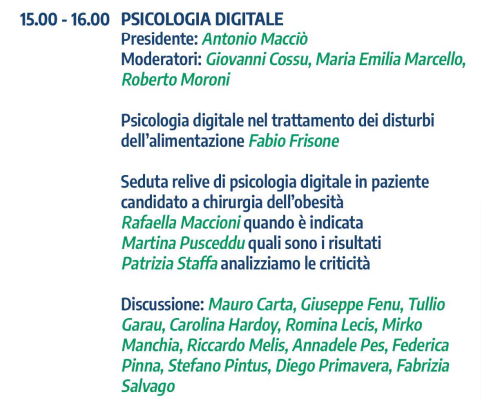 15.00 - 16.00 PSICOLOGIA DIGITALE
Presidente: Antonio Macciò
Moderatori: Giovanni Cossu, Maria Emilia Marcello,
Roberto Moroni
Psicologia digitale nel trattamento dei disturbi
dell'alimentazione Fabio Frisone
Seduta relive di psicologia digitale in paziente
candidato a chirurgia dell'obesità
Rafaella Maccioni quando è indicata
Martina Pusceddu quali sono i risultati
Patrizia Staffa analizziamo le criticità
Discussione: Mauro Carta, Giuseppe Fenu, Tullio
Garau, Carolina Hardoy, Romina Lecis, Mirko
Manchia, Riccardo Melis, Annadele Pes, Federica
Pinna, Stefano Pintus, Diego Primavera, Fabrizia
Salvago